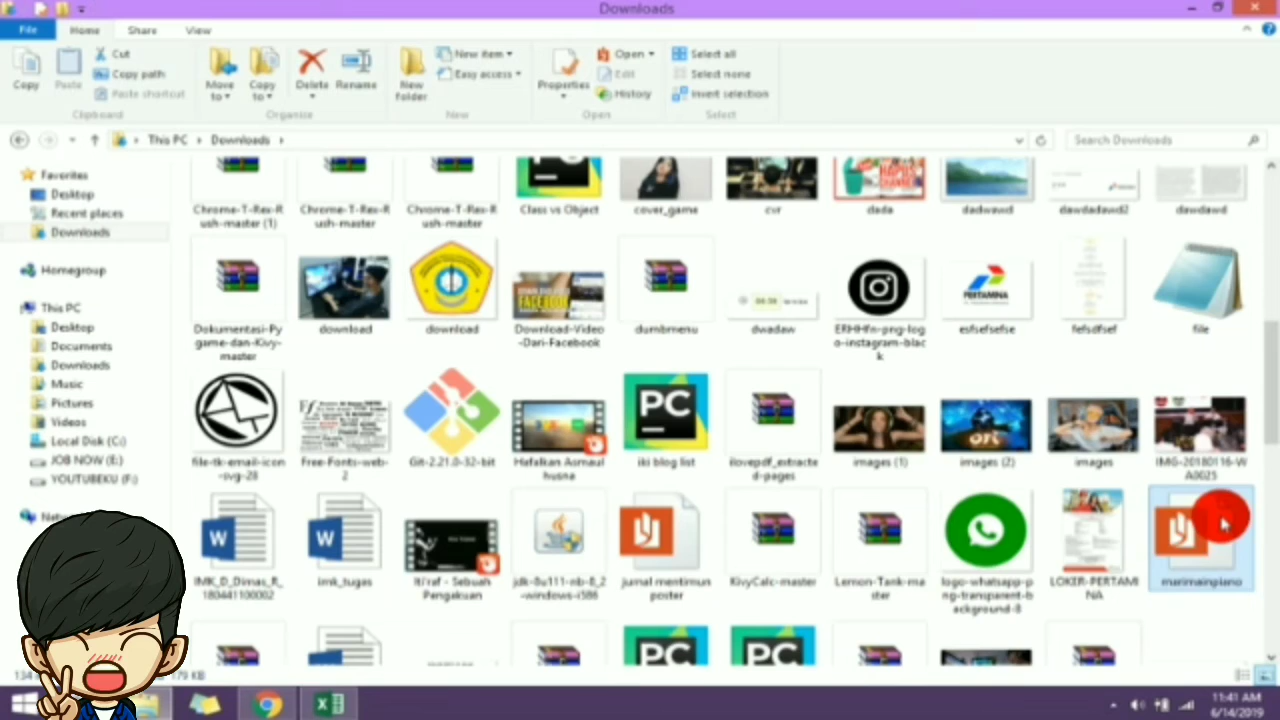 Downloads
File Home Share View
Copy
Paste
Cut
Copy path
Paste shortcut
Clipboard
Move to
Copy to
Delete
Rename
Organise
New folder
New item
Easy access
New
Properties
Open
Edit
History
Open
Select all
Select none
Invert selection
Select
This PC Downloads
Search Downloads
Favorites
Desktop
Recent places
Downloads
Homegroup
This PC
Desktop
Documents
Downloads
Music
Pictures
Videos
Local Disk (C:)
JOB NOW (E:)
YOUTUBEKU (F:)
Chrome-T-Rex-R
ush-master (1)
Chrome-T-Rex-R
ush-master
Chrome-T-Rex-R
ush-master
Class vs Object
cover_game
cvr
dada
dadwawd
dawdadawd2
dawdawd
Dokumentasi-Py
game-dan-Kivy-
master
download
download
Download-Video
-Dari-Facebook
dumbmenu
dwadaw
ERHHfn-png-log
o-instagram-blac
k
PERTAMINA
esfsefsefse
fefsdfsef
file
file-tk-email-icon
-svg-28
Free-Fonts-web-
2
Git-2.21.0-32-bit
Hafalkan Asmaul
husna
PC
iki blog list
ilovepdf_extracte
d-pages
images (1)
images (2)
images
IMG-20180116-W
A0025
IMK_D_Dimas_R_
180441100002
imk_tugas
Iti'raf - Sebuah
Pengakuan
jdk-8u111-nb-8_2
-windows-i586
jurnal mentimun
poster
KivyCalc-master
Lemon-Tank-ma
ster
logo-whatsapp-p
ng-transparent-b
ackground-8
LOKER-PERTAMI
NA
marimainpiano
PC
PC
11:41 AM
6/14/2019